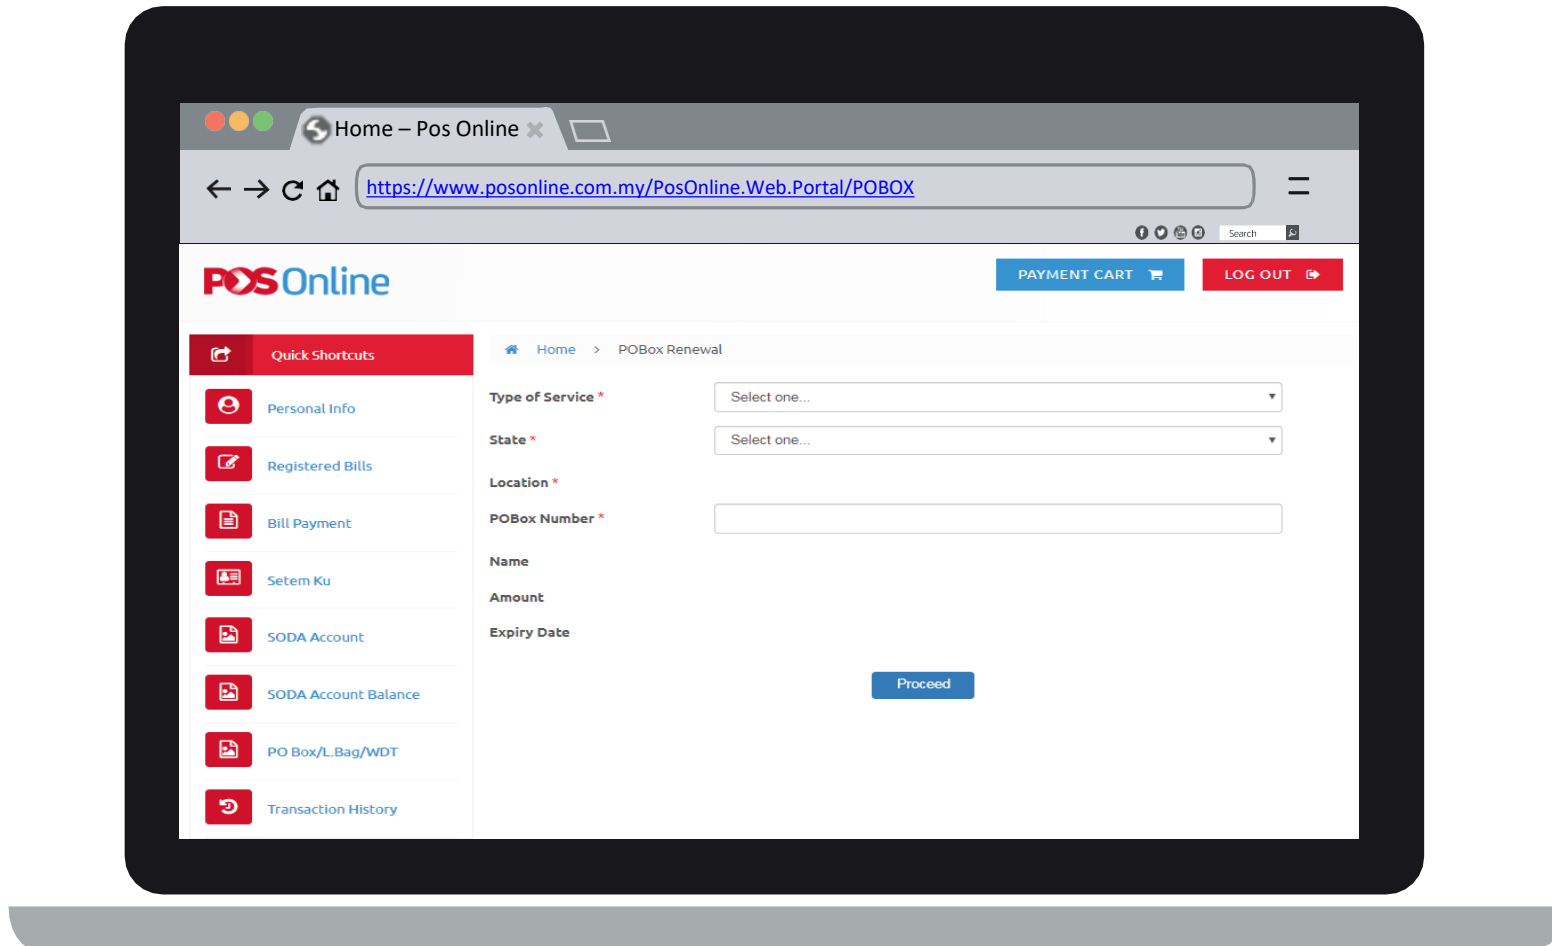 Home – Pos Online
https://www.posonline.com.my/PosOnline.Web.Portal/POBOX
Search
POS Online
PAYMENT CART
LOG OUT
Quick Shortcuts
Personal Info
Registered Bills
Bill Payment
Setem Ku
SODA Account
SODA Account Balance
PO Box/L.Bag/WDT
Transaction History
Home > POBox Renewal
Type of Service * Select one...
State * Select one...
Location *
POBox Number *
Name
Amount
Expiry Date
Proceed